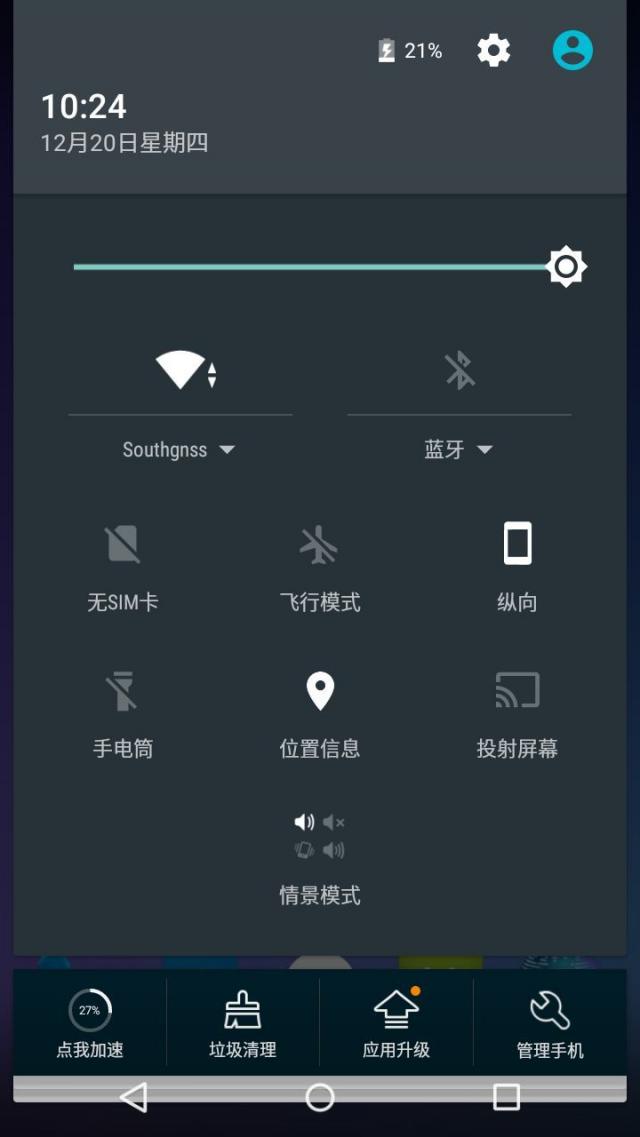 21%
10:24
12月20日星期四
Southgnss
蓝牙
无SIM卡
飞行模式
纵向
手电筒
位置信息
投射屏幕
情景模式
27%
点我加速
垃圾清理
应用升级
管理手机